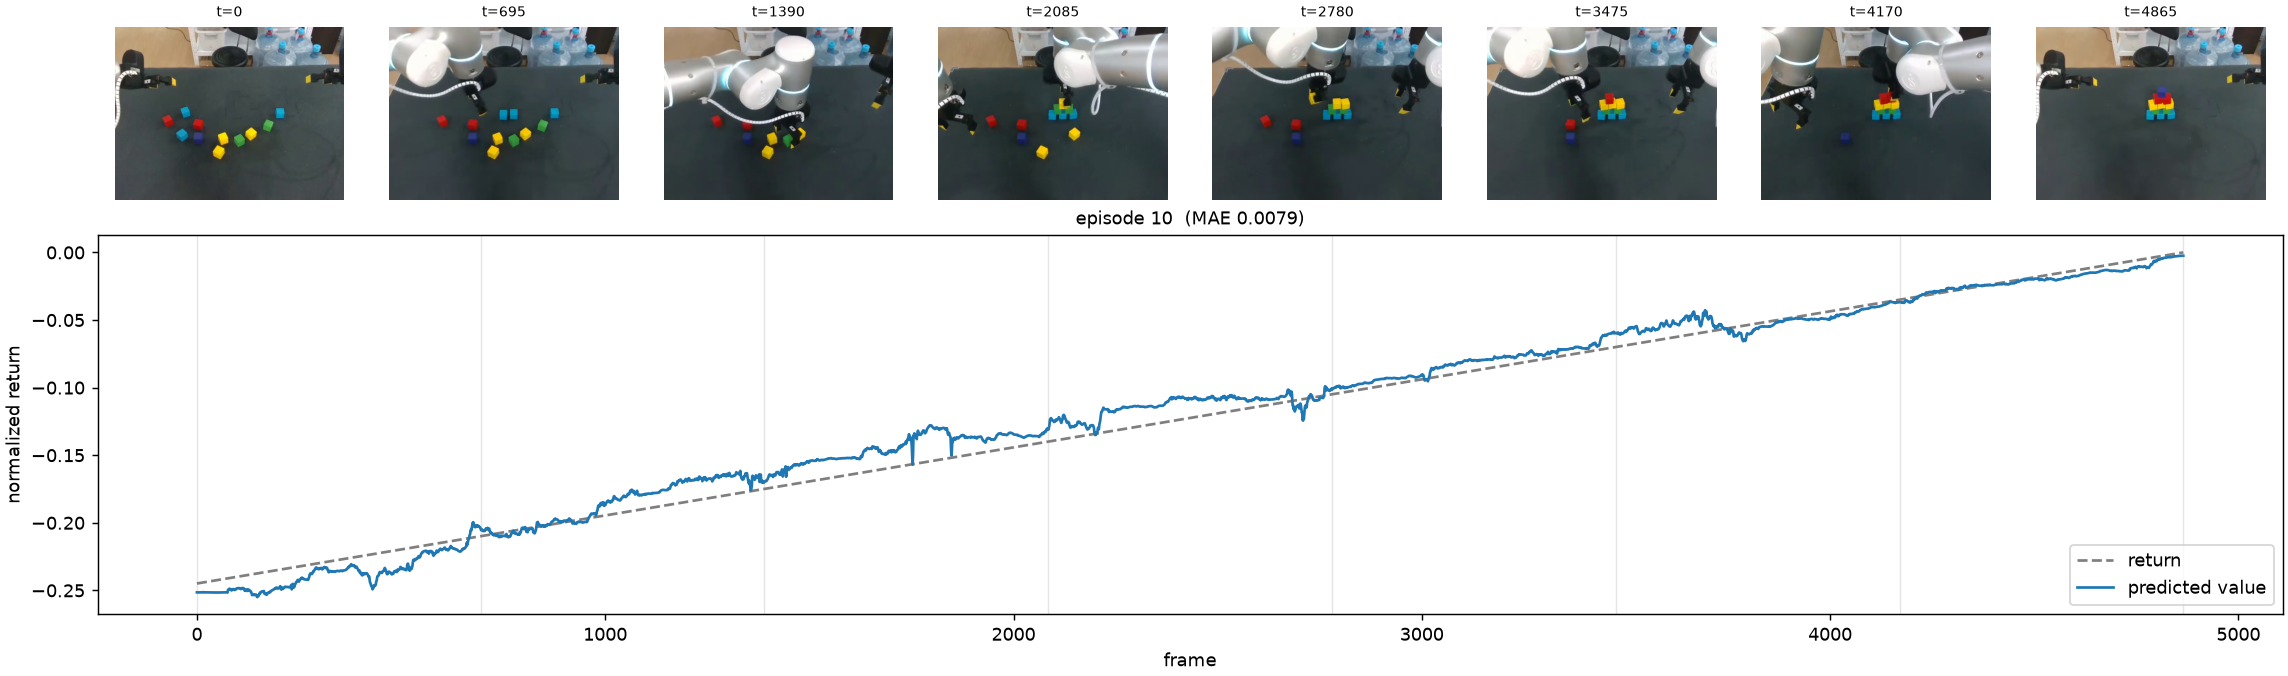 t=0 t=695 t=1390 t=2085 t=2780 t=3475 t=4170 t=4865
episode 10 (MAE 0.0079)
0.00
−0.05
−0.10
−0.15
−0.20
−0.25
normalized return
return
predicted value
0 1000 2000 3000 4000 5000
frame